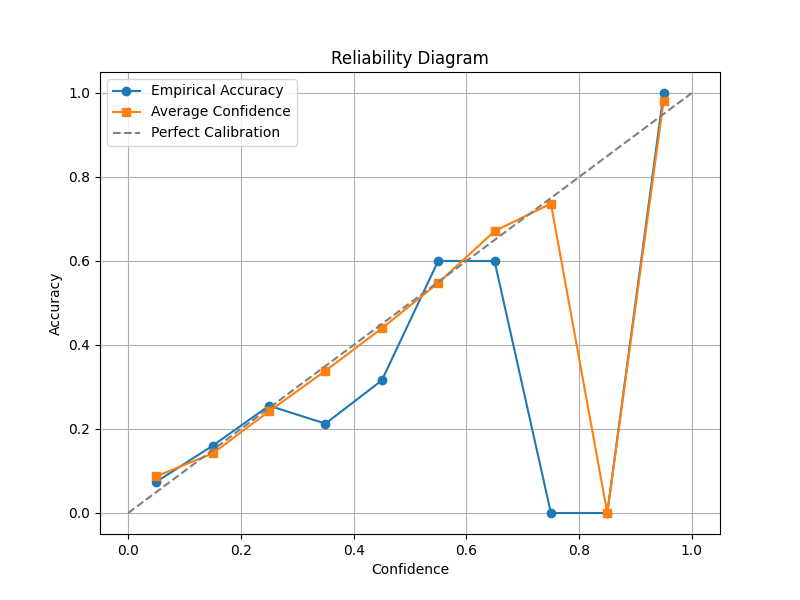 Reliability Diagram
Empirical Accuracy
Average Confidence
Perfect Calibration
Accuracy
1.0
0.8
0.6
0.4
0.2
0.0
0.0 0.2 0.4 0.6 0.8 1.0
Confidence